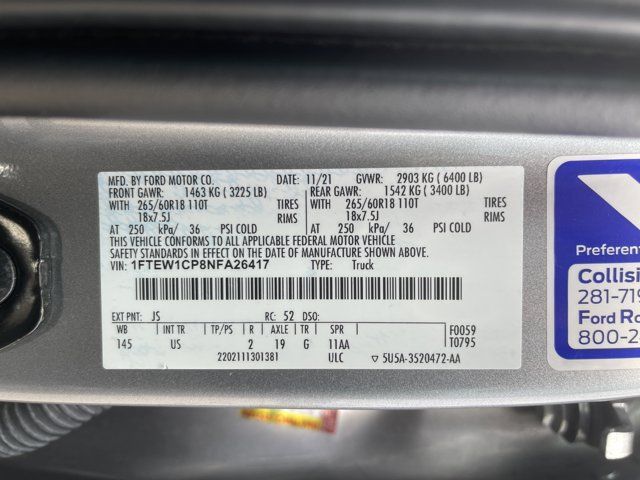 MFD. BY FORD MOTOR CO. DATE: 11/21 GVWR: 2903 KG ( 6400 LB)
FRONT GAWR: 1463 KG ( 3225 LB) REAR GAWR: 1542 KG ( 3400 LB)
WITH 265/60R18 110T TIRES WITH 265/60R18 110T TIRES
18x7.5J RIMS 18x7.5J RIMS
AT 250 kPa/ 36 PSI COLD AT 250 kPa/ 36 PSI COLD
THIS VEHICLE CONFORMS TO ALL APPLICABLE FEDERAL MOTOR VEHICLE
SAFETY STANDARDS IN EFFECT ON THE DATE OF MANUFACTURE SHOWN ABOVE.
VIN: 1FTEW1CP8NFA26417 TYPE: Truck
EXT PNT: JS RC: 52 DSO:
WB INT TR TP/PS R AXLE TR SPR F0059
145 US 2 19 G 11AA T0795
2202111301381 ULC 5U5A-3520472-AA
Preferent
Collisi
281-719
Ford Ro
800-2